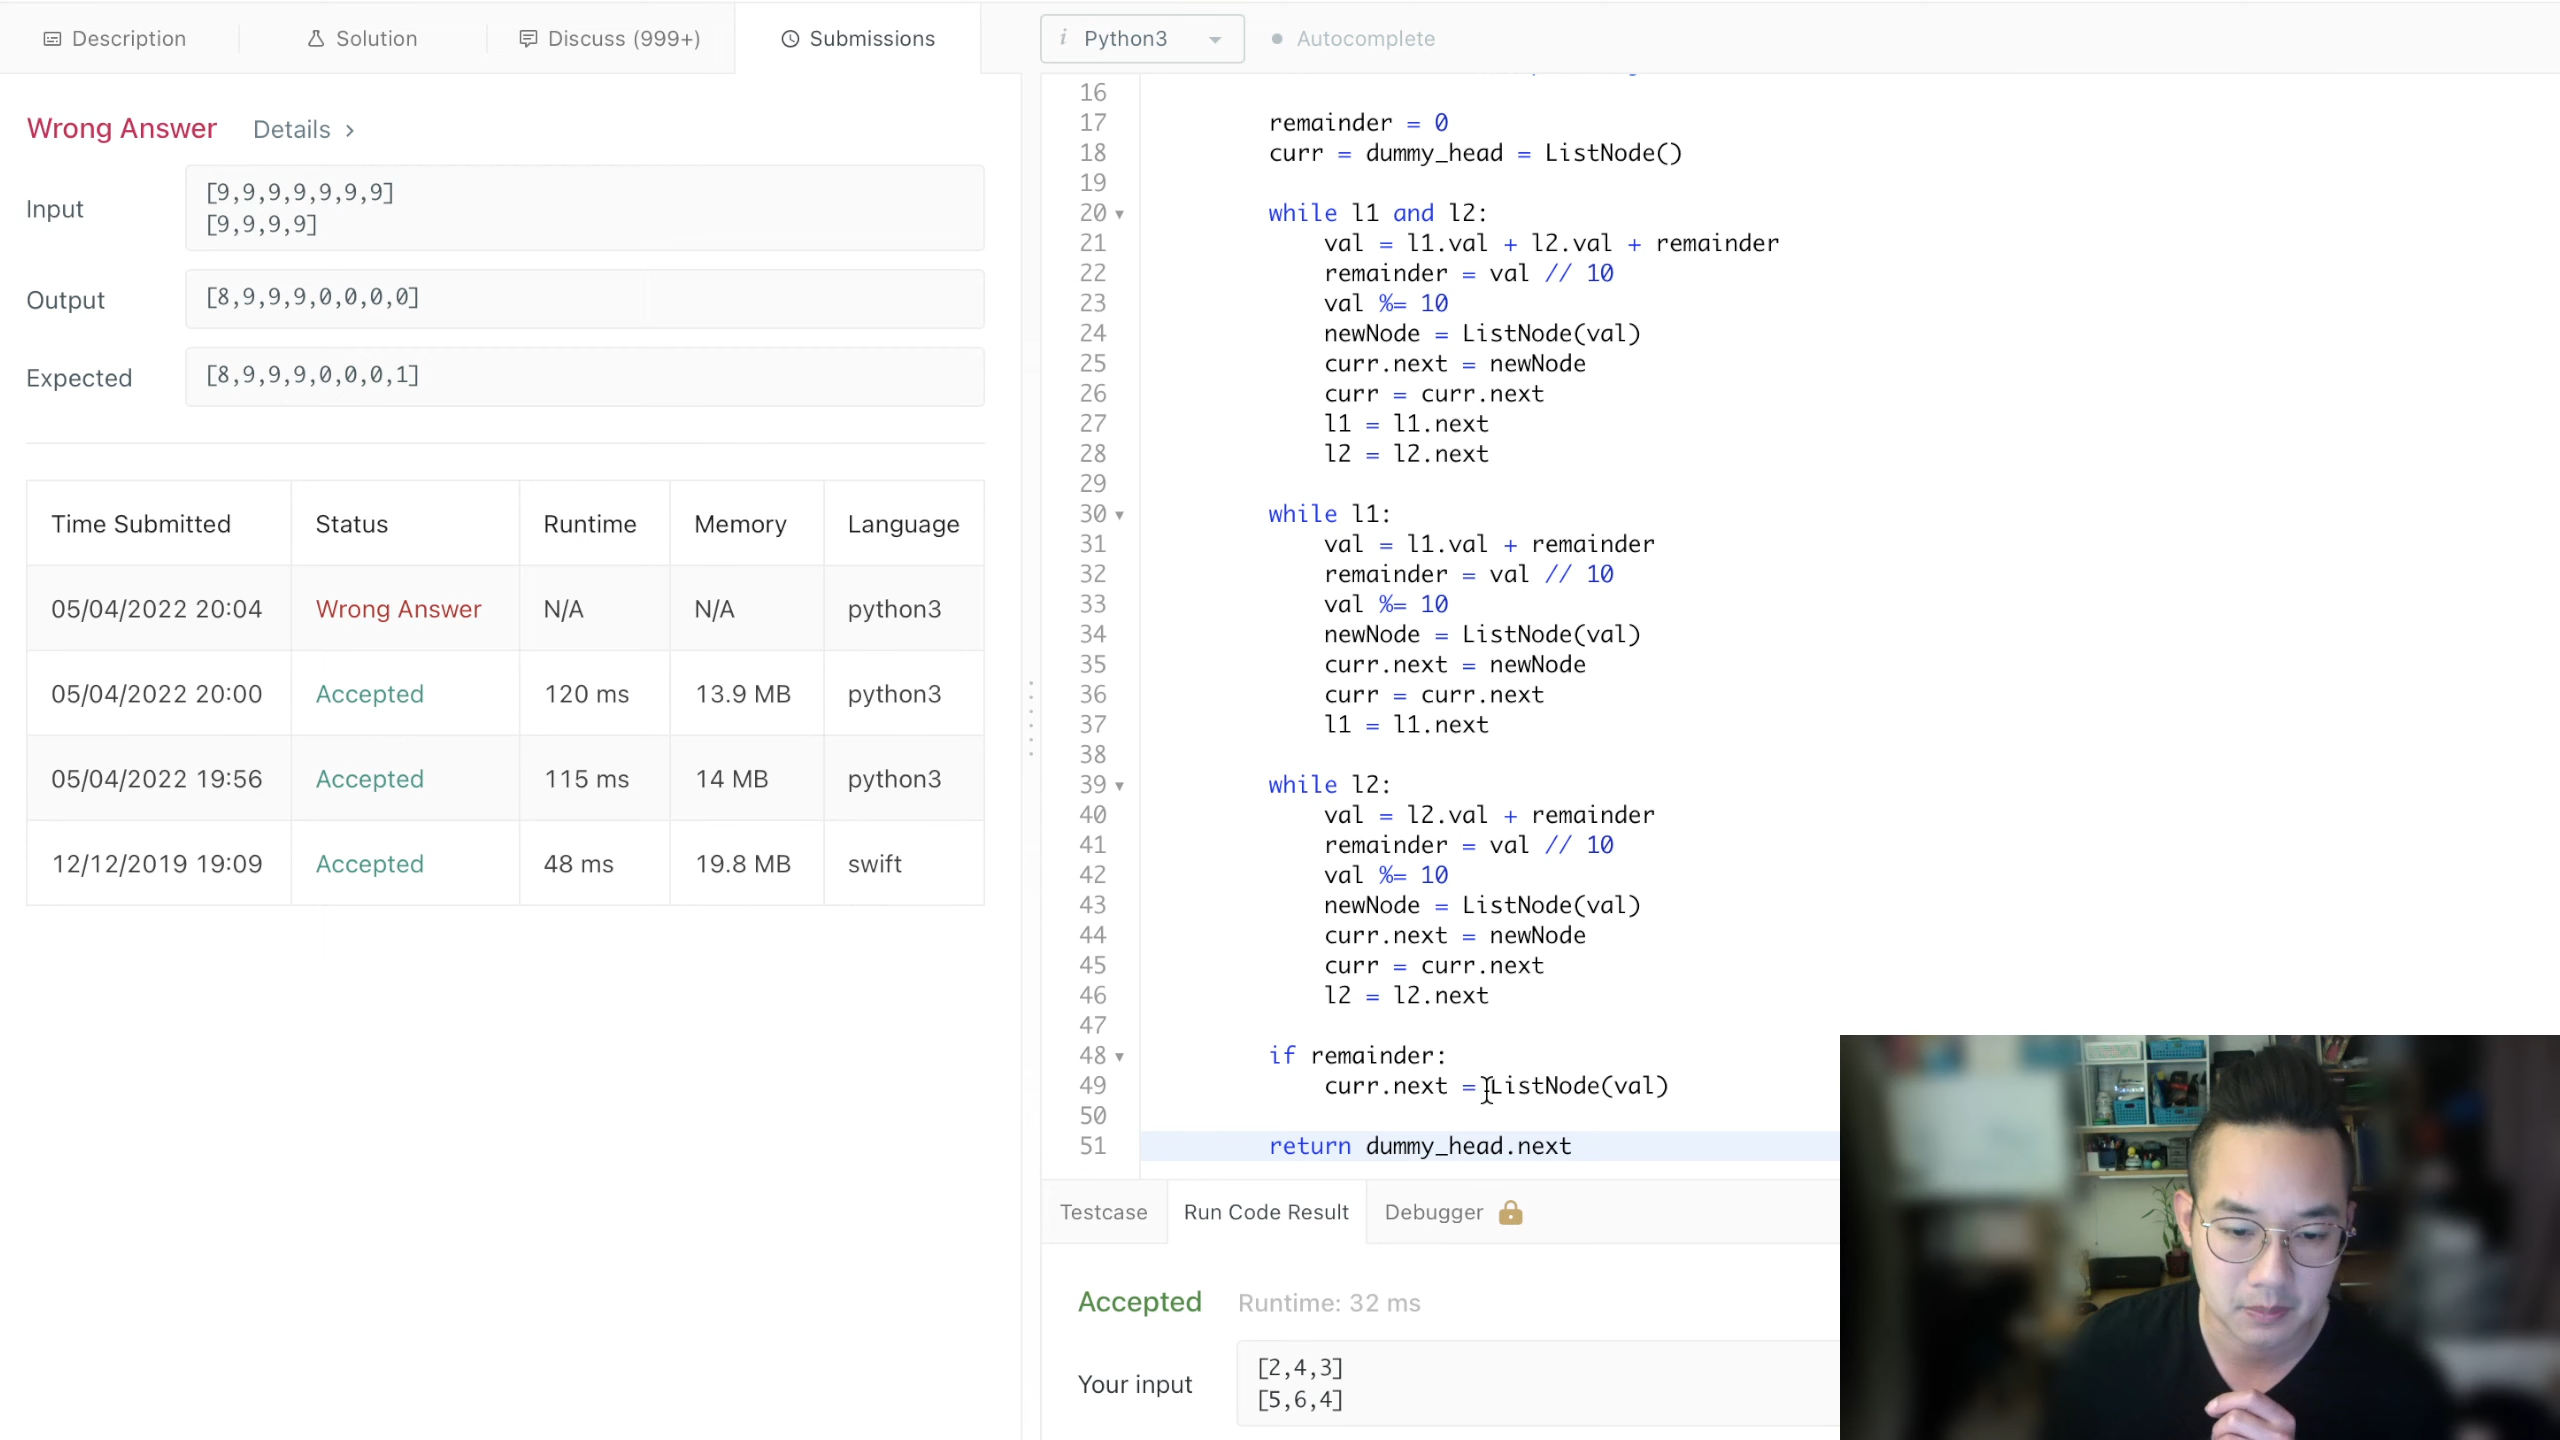 Description
Solution
Discuss (999+)
Submissions
i Python3
Autocomplete
Wrong Answer Details >
Input
[9,9,9,9,9,9,9]
[9,9,9,9]
Output
[8,9,9,9,0,0,0,0]
Expected
[8,9,9,9,0,0,0,1]
Time Submitted Status Runtime Memory Language
05/04/2022 20:04 Wrong Answer N/A N/A python3
05/04/2022 20:00 Accepted 120 ms 13.9 MB python3
05/04/2022 19:56 Accepted 115 ms 14 MB python3
12/12/2019 19:09 Accepted 48 ms 19.8 MB swift
16
17 remainder = 0
18 curr = dummy_head = ListNode()
19
20 while l1 and l2:
21 val = l1.val + l2.val + remainder
22 remainder = val // 10
23 val %= 10
24 newNode = ListNode(val)
25 curr.next = newNode
26 curr = curr.next
27 l1 = l1.next
28 l2 = l2.next
29
30 while l1:
31 val = l1.val + remainder
32 remainder = val // 10
33 val %= 10
34 newNode = ListNode(val)
35 curr.next = newNode
36 curr = curr.next
37 l1 = l1.next
38
39 while l2:
40 val = l2.val + remainder
41 remainder = val // 10
42 val %= 10
43 newNode = ListNode(val)
44 curr.next = newNode
45 curr = curr.next
46 l2 = l2.next
47
48 if remainder:
49 curr.next = ListNode(val)
50
51 return dummy_head.next
Testcase
Run Code Result
Debugger
Accepted Runtime: 32 ms
Your input
[2,4,3]
[5,6,4]